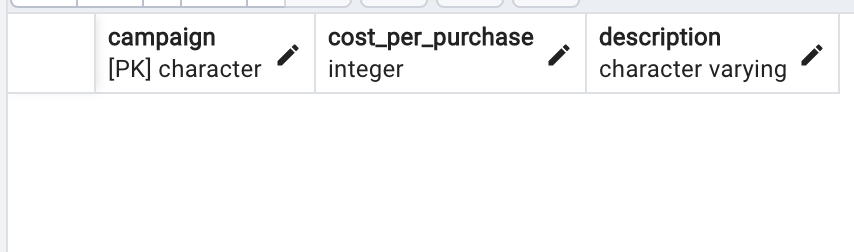 campaign
[PK] character
cost_per_purchase
integer
description
character varying